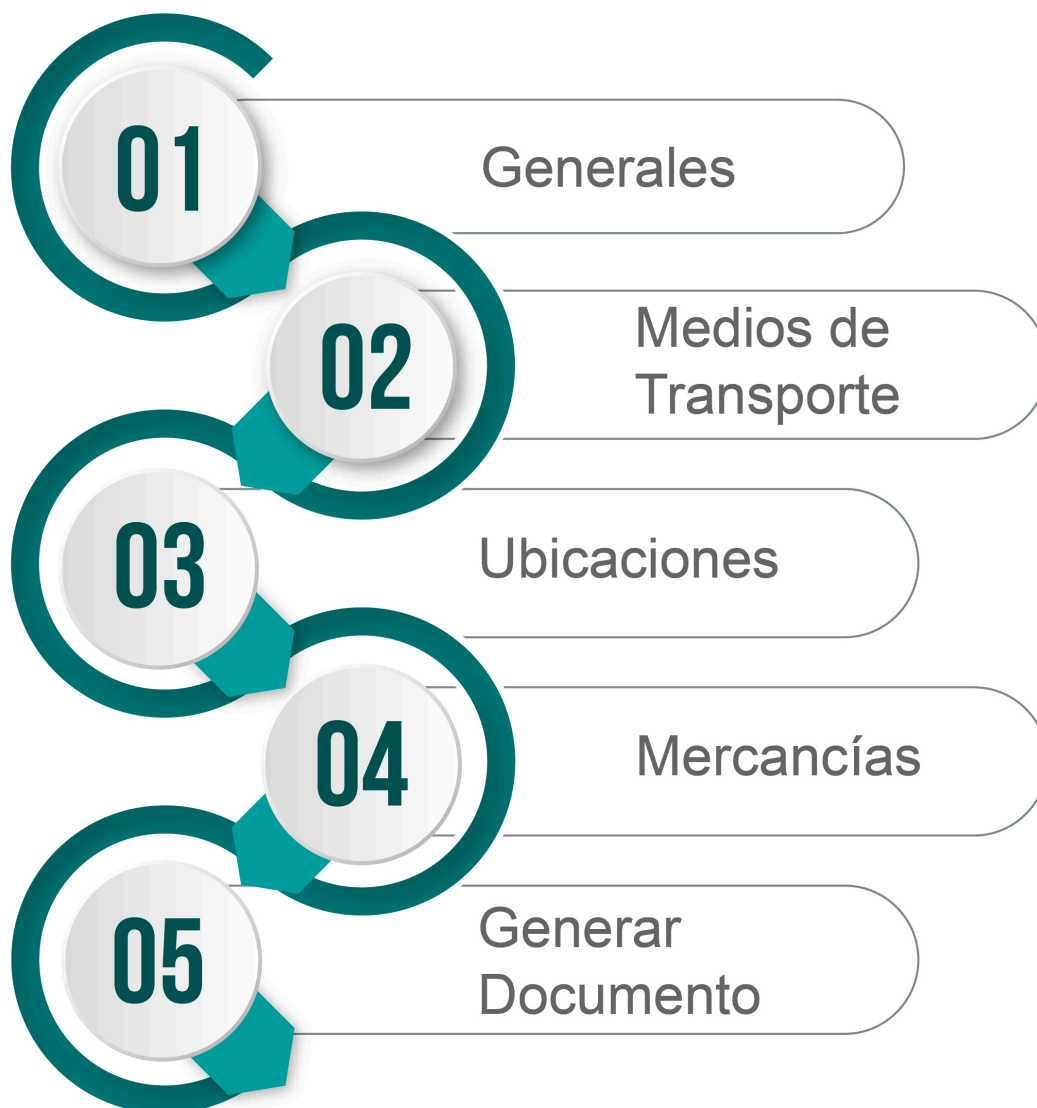 01
Generales
02
Medios de
Transporte
03
Ubicaciones
04
Mercancías
05
Generar
Documento